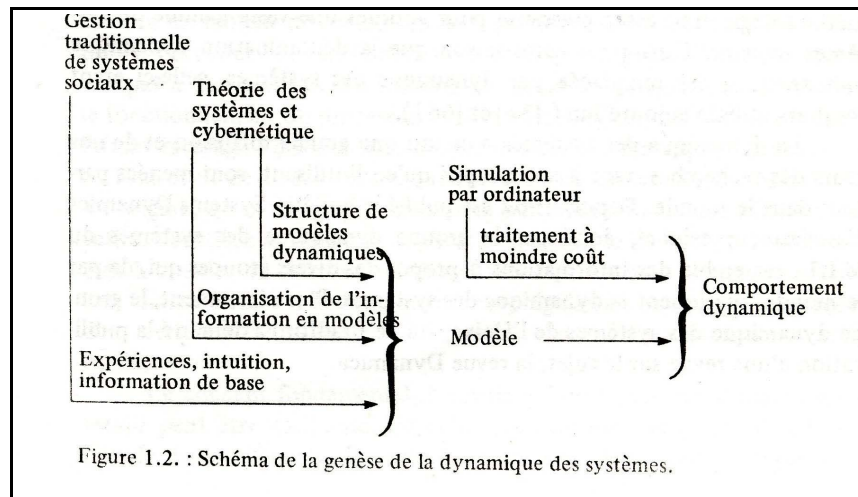 Gestion
traditionnelle
de systèmes
sociaux
Théorie des
systèmes et
cybernétique
Structure de
modèles
dynamiques
Organisation de l'in-
formation en modèles
Expériences, intuition,
information de base
Simulation
par ordinateur
traitement à
moindre coût
Modèle
Comportement
dynamique
Figure 1.2. : Schéma de la genèse de la dynamique des systèmes.